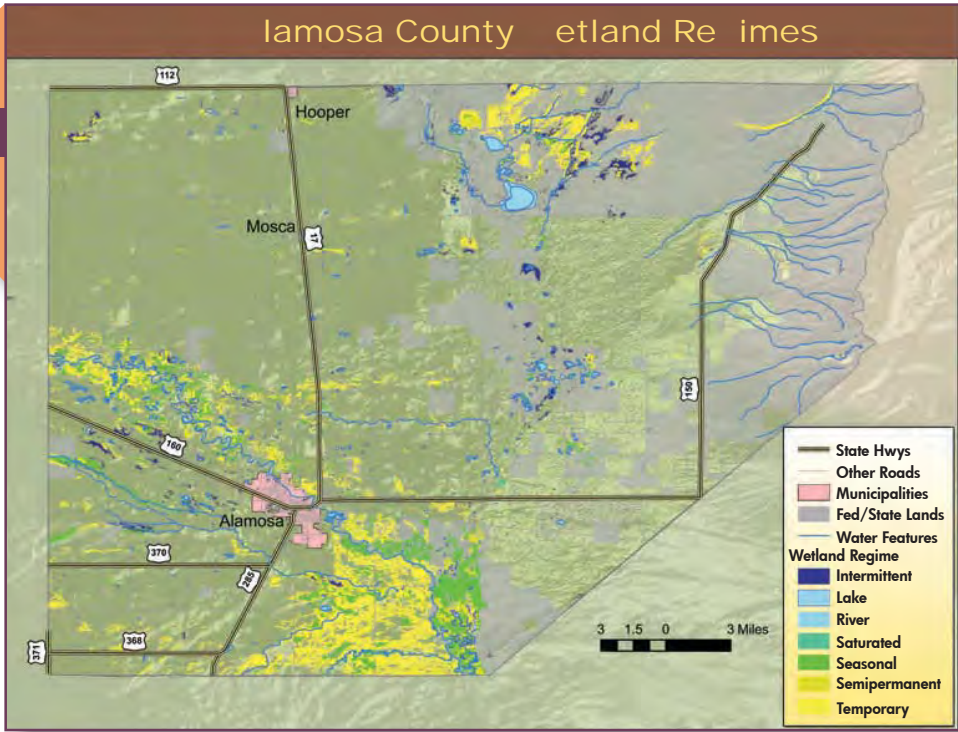 lamosa County etland Re imes
112
Hooper
Mosca
17
150
160
Alamosa
370
285
368
371
3 1.5 0 3 Miles
State Hwys
Other Roads
Municipalities
Fed/State Lands
Water Features
Wetland Regime
Intermittent
Lake
River
Saturated
Seasonal
Semipermanent
Temporary